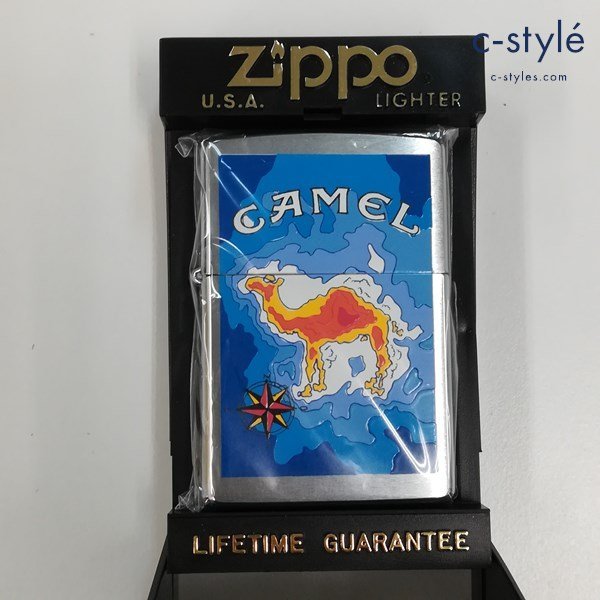 c-stylé
c-styles.com
Zippo
U.S.A. LIGHTER
CAMEL
LIFETIME GUARANTEE